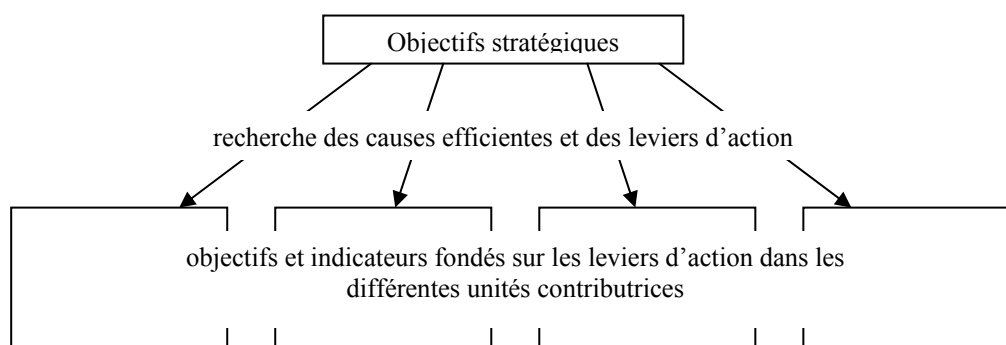 Objectifs stratégiques
recherche des causes efficientes et des leviers d’action
objectifs et indicateurs fondés sur les leviers d’action dans les
différentes unités contributrices